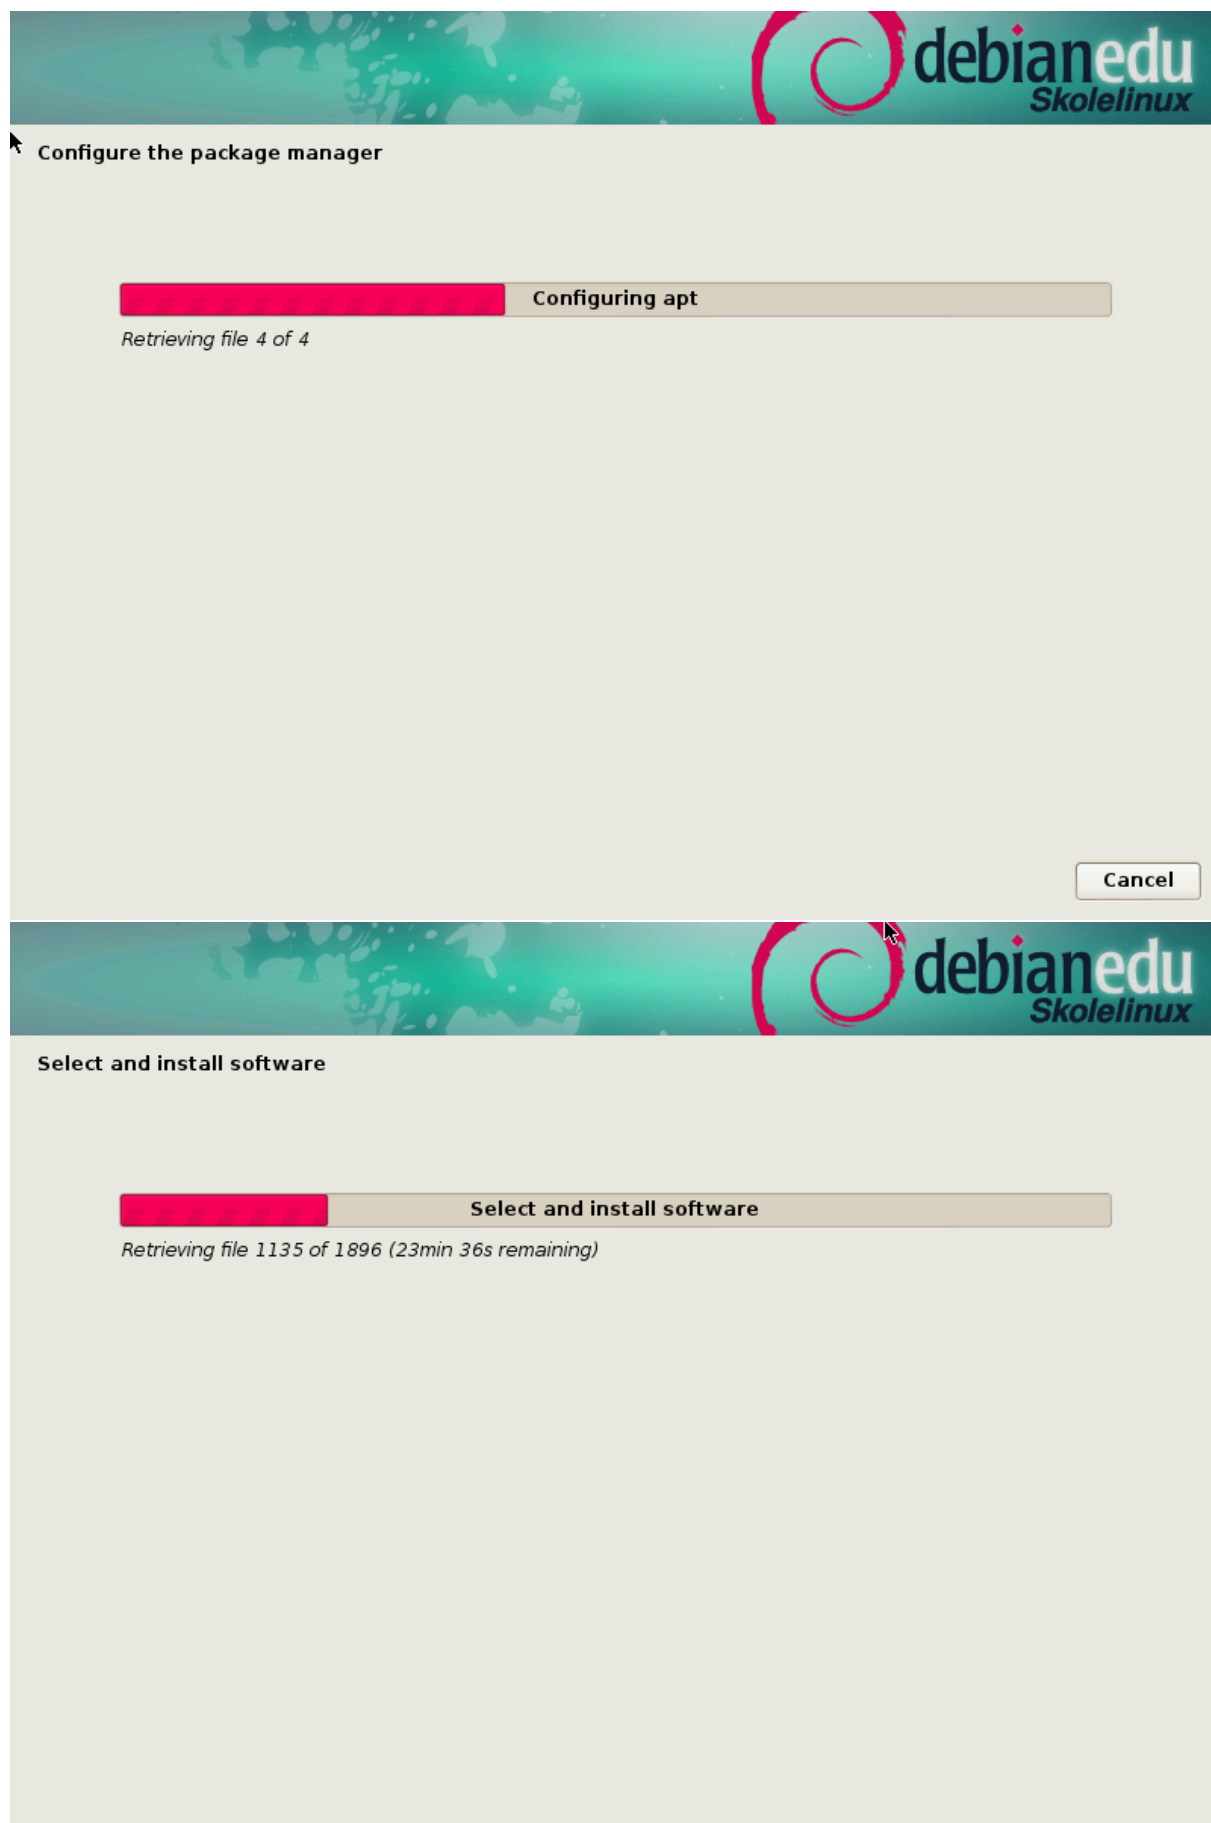 debianedu
Skolelinux
Configure the package manager
Configuring apt
Retrieving file 4 of 4
Cancel
debianedu
Skolelinux
Select and install software
Select and install software
Retrieving file 1135 of 1896 (23min 36s remaining)